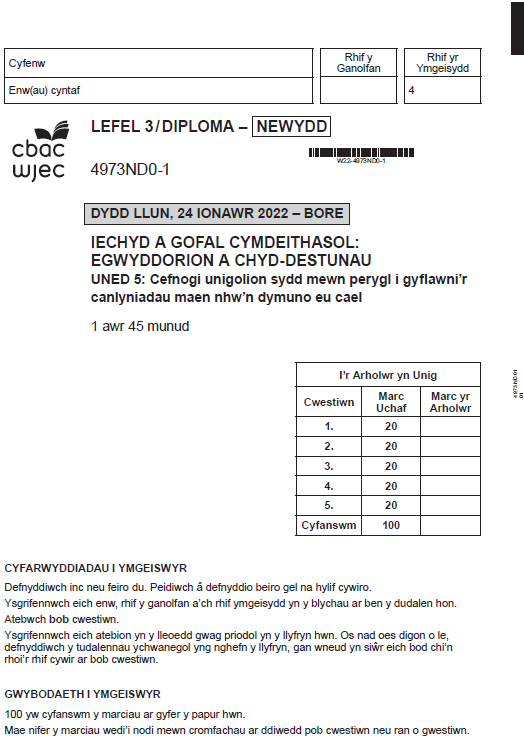 Cyfenw
Rhif y
Ganolfan
Rhif yr
Ymgeisydd
Enw(au) cyntaf
4
cbac
wjec
LEFEL 3/DIPLOMA – NEWYDD
4973ND0-1
W22-4973ND0-1
DYDD LLUN, 24 IONAWR 2022 – BORE
IECHYD A GOFAL CYMDEITHASOL:
EGWYDDORION A CHYD-DESTUNAU
UNED 5: Cefnogi unigolion sydd mewn perygl i gyflawni'r
canlyniadau maen nhw'n dymuno eu cael
1 awr 45 munud
I'r Arholwr yn Unig
Cwestiwn Marc Uchaf Marc yr Arholwr
1. 20
2. 20
3. 20
4. 20
5. 20
Cyfanswm 100
4973ND01
01
CYFARWYDDIADAU I YMGEISWYR
Defnyddiwch inc neu feiro du. Peidiwch â defnyddio beiro gel na hylif cywiro.
Ysgrifennwch eich enw, rhif y ganolfan a'ch rhif ymgeisydd yn y blychau ar ben y dudalen hon.
Atebwch bob cwestiwn.
Ysgrifennwch eich atebion yn y lleoedd gwag priodol yn y llyfryn hwn. Os nad oes digon o le,
defnyddiwch y tudalennau ychwanegol yng nghefn y llyfryn, gan wneud yn siŵr eich bod chi'n
rhoi'r rhif cywir ar bob cwestiwn.
GWYBODAETH I YMGEISWYR
100 yw cyfanswm y marciau ar gyfer y papur hwn.
Mae nifer y marciau wedi'i nodi mewn cromfachau ar ddiwedd pob cwestiwn neu ran o gwestiwn.